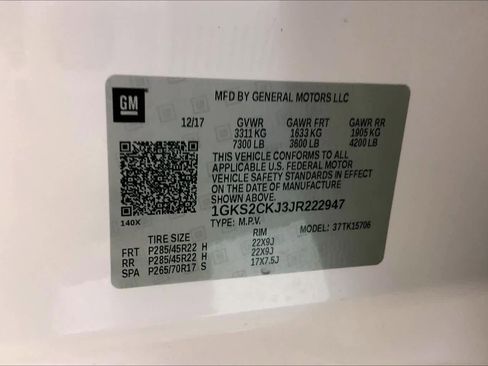 GM
MFD BY GENERAL MOTORS LLC
12/17 GVWR GAWR FRT GAWR RR
3311 KG 1633 KG 1905 KG
7300 LB 3600 LB 4200 LB
THIS VEHICLE CONFORMS TO ALL
APPLICABLE U.S. FEDERAL MOTOR
VEHICLE SAFETY STANDARDS IN EFFECT
ON THE DATE OF MANUFACTURE
SHOWN ABOVE.
1GKS2CKJ3JR222947
TYPE: M.P.V. MODEL: 37TK15706
140X
TIRE SIZE RIM
FRT P285/45R22 H 22X9J
RR P285/45R22 H 22X9J
SPA P265/70R17 S 17X7.5J